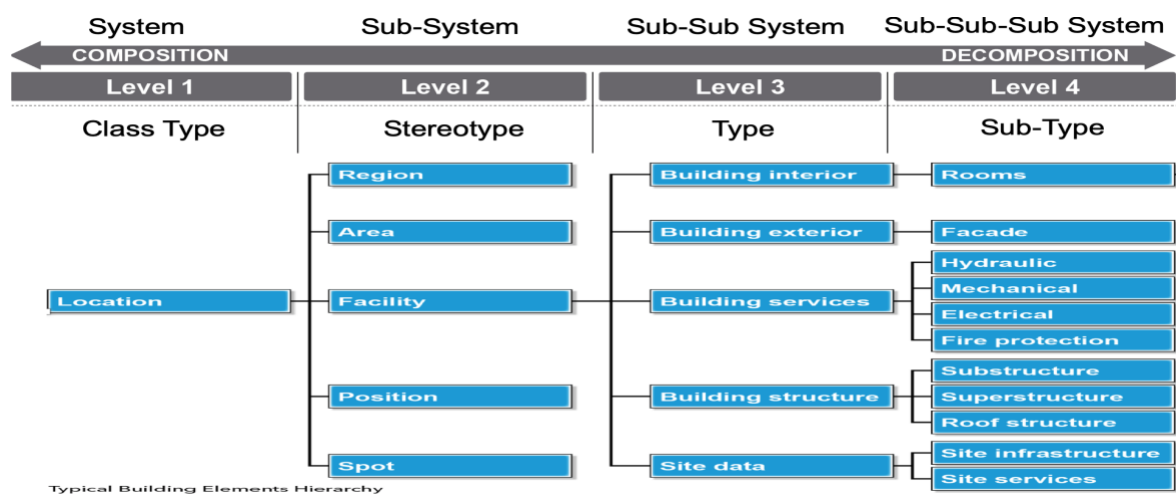 System Sub-System Sub-Sub System Sub-Sub-Sub System
COMPOSITION DECOMPOSITION
Level 1 Level 2 Level 3 Level 4
Class Type Stereotype Type Sub-Type
Region Building interior Rooms
Area Building exterior Facade
Hydraulic
Mechanical
Location Facility Building services
Electrical
Fire protection
Substructure
Position Building structure Superstructure
Roof structure
Site infrastructure
Spot Site data
Site services
Typical Building Elements Hierarchy